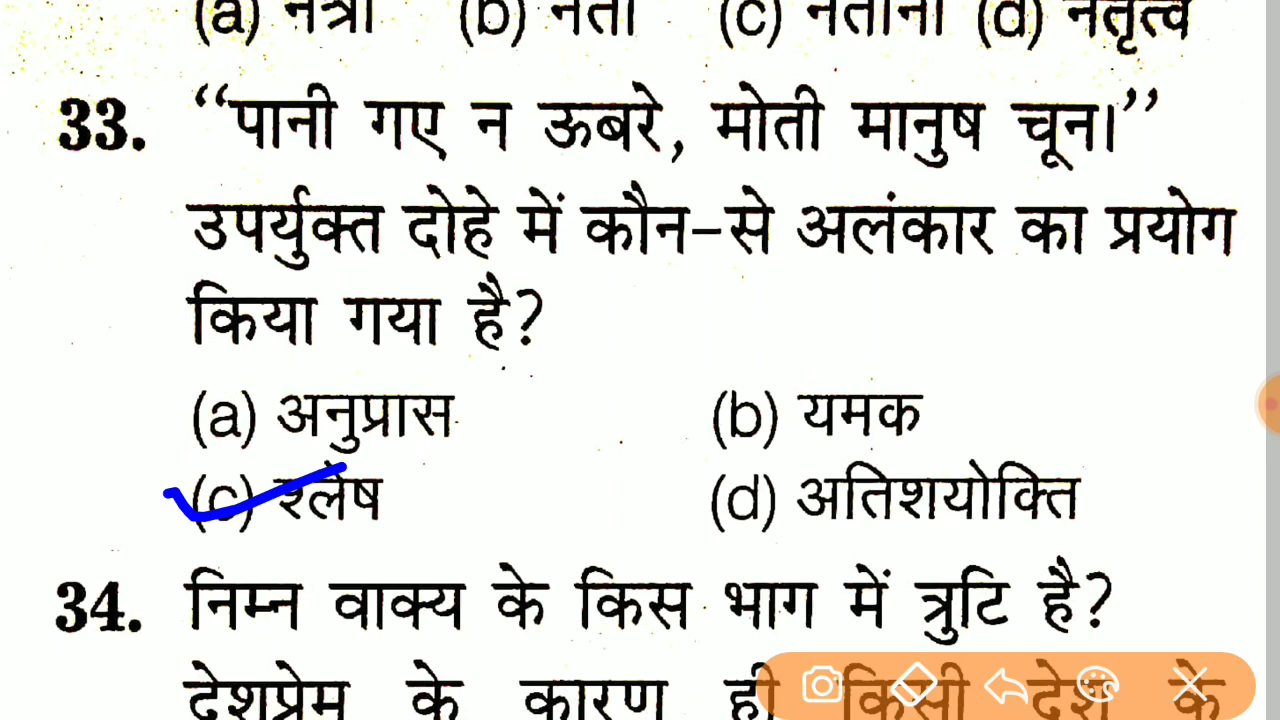 (a) नेत्री (b) नेता (c) नेतानी (d) नेतृत्व
33. “पानी गए न ऊबरे, मोती मानुष चून।”
उपर्युक्त दोहे में कौन–से अलंकार का प्रयोग
किया गया है?
(a) अनुप्रास (b) यमक
(c) श्लेष (d) अतिशयोक्ति
34. निम्न वाक्य के किस भाग में त्रुटि है?
देशप्रेम के कारण ही किसी देश के